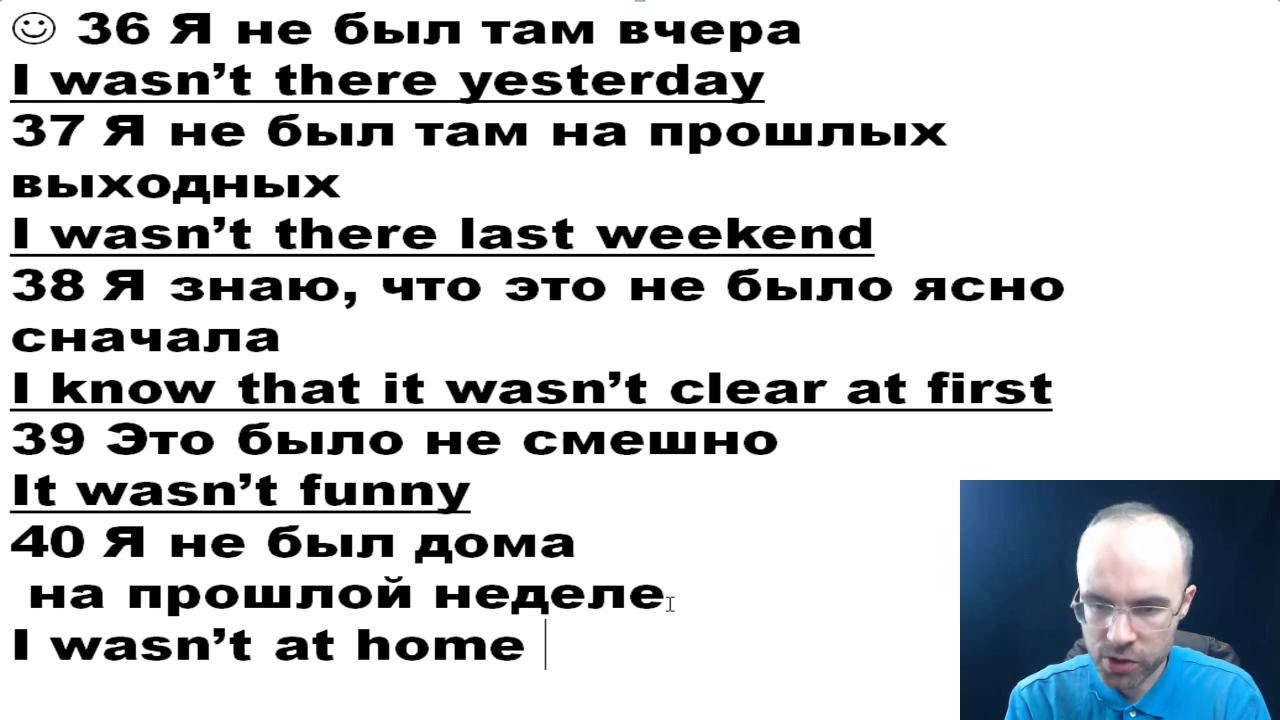 ☺ 36 Я не был там вчера
I wasn’t there yesterday
37 Я не был там на прошлых
выходных
I wasn’t there last weekend
38 Я знаю, что это не было ясно
сначала
I know that it wasn’t clear at first
39 Это было не смешно
It wasn’t funny
40 Я не был дома
на прошлой неделе
I wasn’t at home